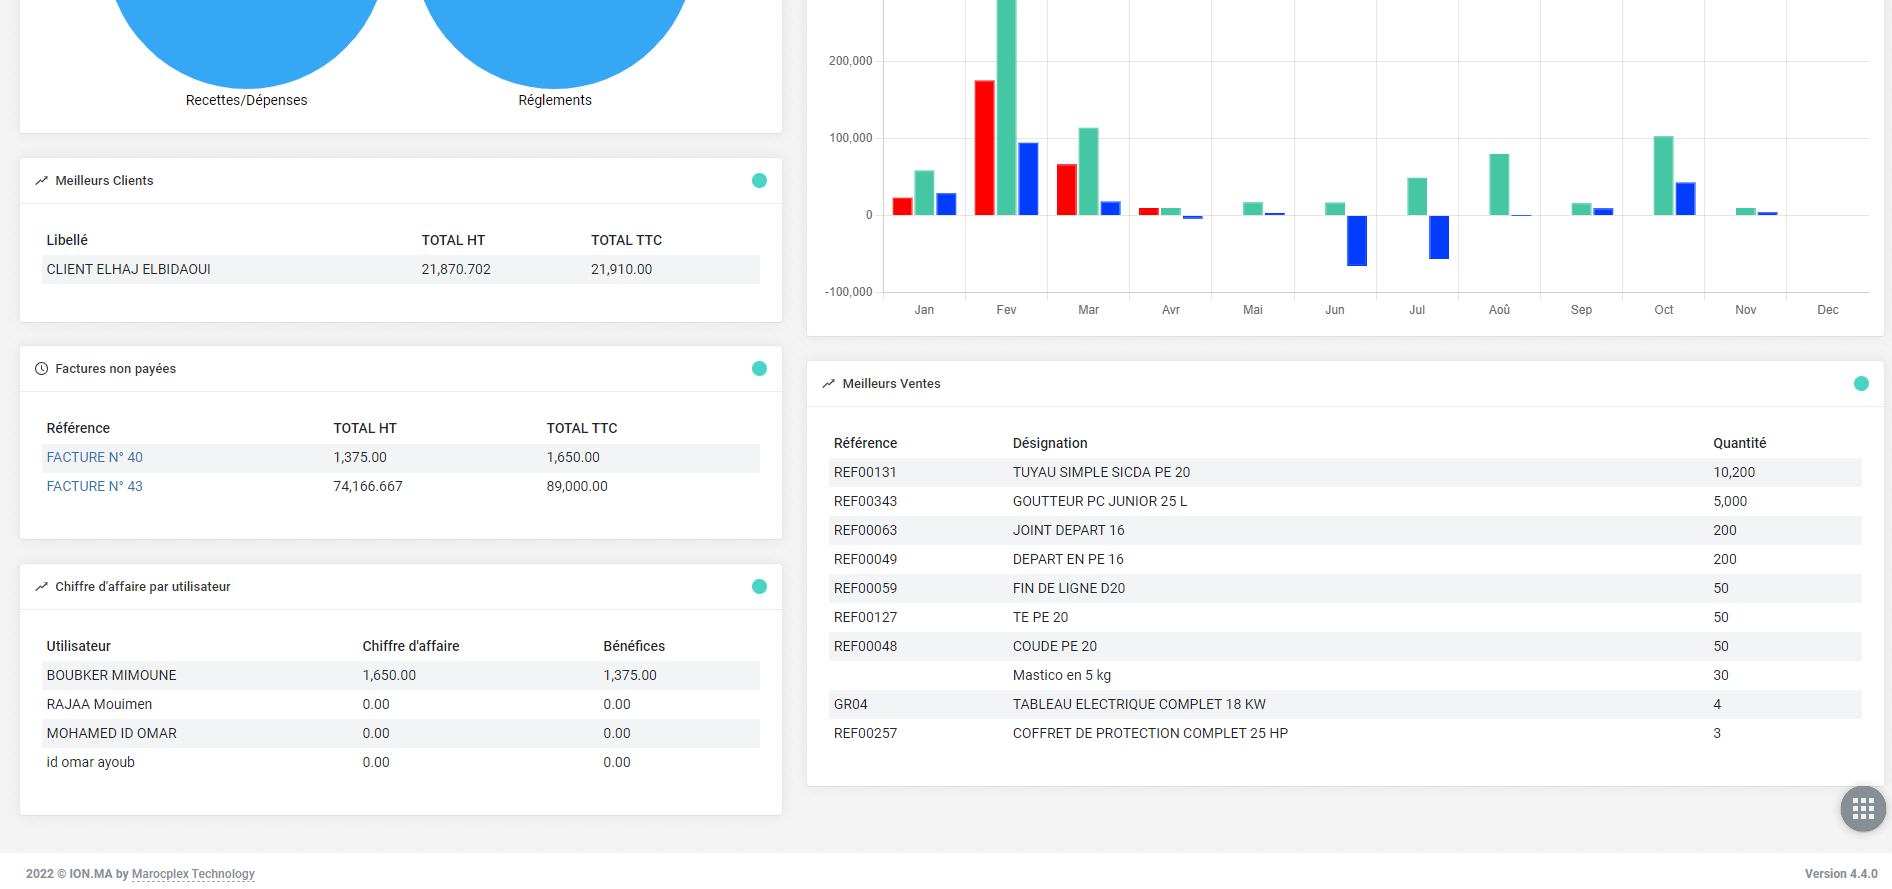 Recettes/Dépenses
Réglements
Meilleurs Clients
Libellé TOTAL HT TOTAL TTC
CLIENT ELHAJ ELBIDAOUI 21,870.702 21,910.00
Factures non payées
Référence TOTAL HT TOTAL TTC
FACTURE N° 40 1,375.00 1,650.00
FACTURE N° 43 74,166.667 89,000.00
Chiffre d'affaire par utilisateur
Utilisateur Chiffre d'affaire Bénéfices
BOUBKER MIMOUNE 1,650.00 1,375.00
RAJAA Mouimen 0.00 0.00
MOHAMED ID OMAR 0.00 0.00
id omar ayoub 0.00 0.00
200,000
100,000
0
-100,000
Jan Fev Mar Avr Mai Jun Jul Aoû Sep Oct Nov Dec
Meilleurs Ventes
Référence Désignation Quantité
REF00131 TUYAU SIMPLE SICDA PE 20 10,200
REF00343 GOUTTEUR PC JUNIOR 25 L 5,000
REF00063 JOINT DEPART 16 200
REF00049 DEPART EN PE 16 200
REF00059 FIN DE LIGNE D20 50
REF00127 TE PE 20 50
REF00048 COUDE PE 20 50
Mastico en 5 kg 30
GR04 TABLEAU ELECTRIQUE COMPLET 18 KW 4
REF00257 COFFRET DE PROTECTION COMPLET 25 HP 3
2022 © ION.MA by Marocplex Technology
Version 4.4.0